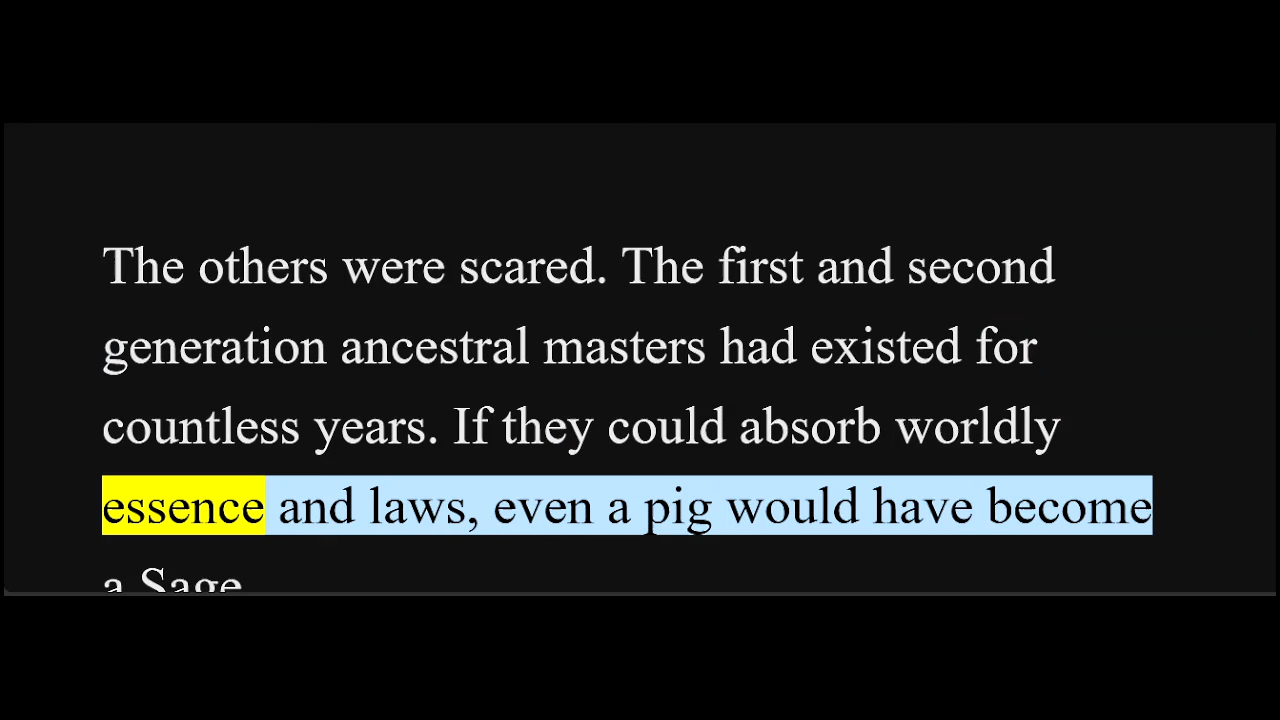 The others were scared. The first and second
generation ancestral masters had existed for
countless years. If they could absorb worldly
essence and laws, even a pig would have become
a Sage